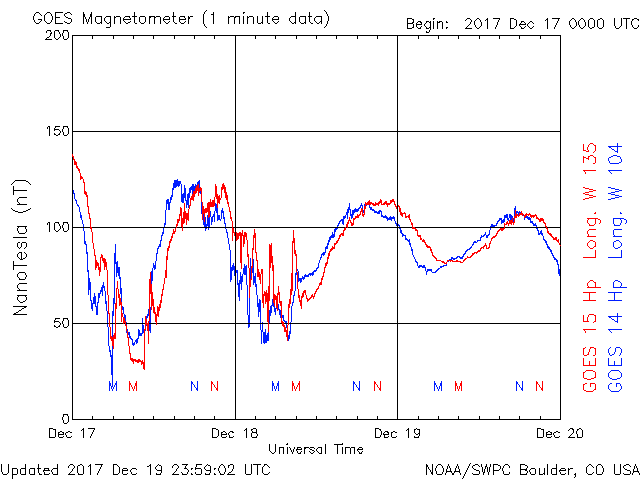 GOES Magnetometer (1 minute data)
Begin: 2017 Dec 17 0000 UTC
200
150
100
50
0
NanoTesla (nT)
M M N N M M N N M M N N
Dec 17 Dec 18 Dec 19 Dec 20
Universal Time
GOES 15 Hp Long. W 135
GOES 14 Hp Long. W 104
Updated 2017 Dec 19 23:59:02 UTC
NOAA/SWPC Boulder, CO USA